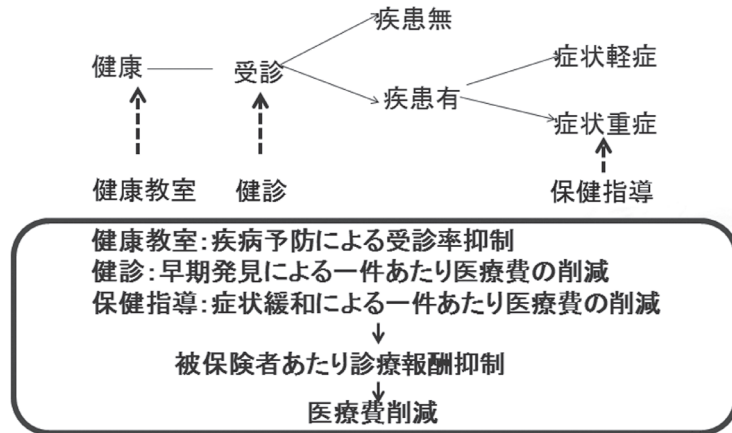 疾患無
健康
受診
症状軽症
疾患有
症状重症
健康教室
健診
保健指導
健康教室：疾病予防による受診率抑制
健診：早期発見による一件あたり医療費の削減
保健指導：症状緩和による一件あたり医療費の削減
被保険者あたり診療報酬抑制
医療費削減